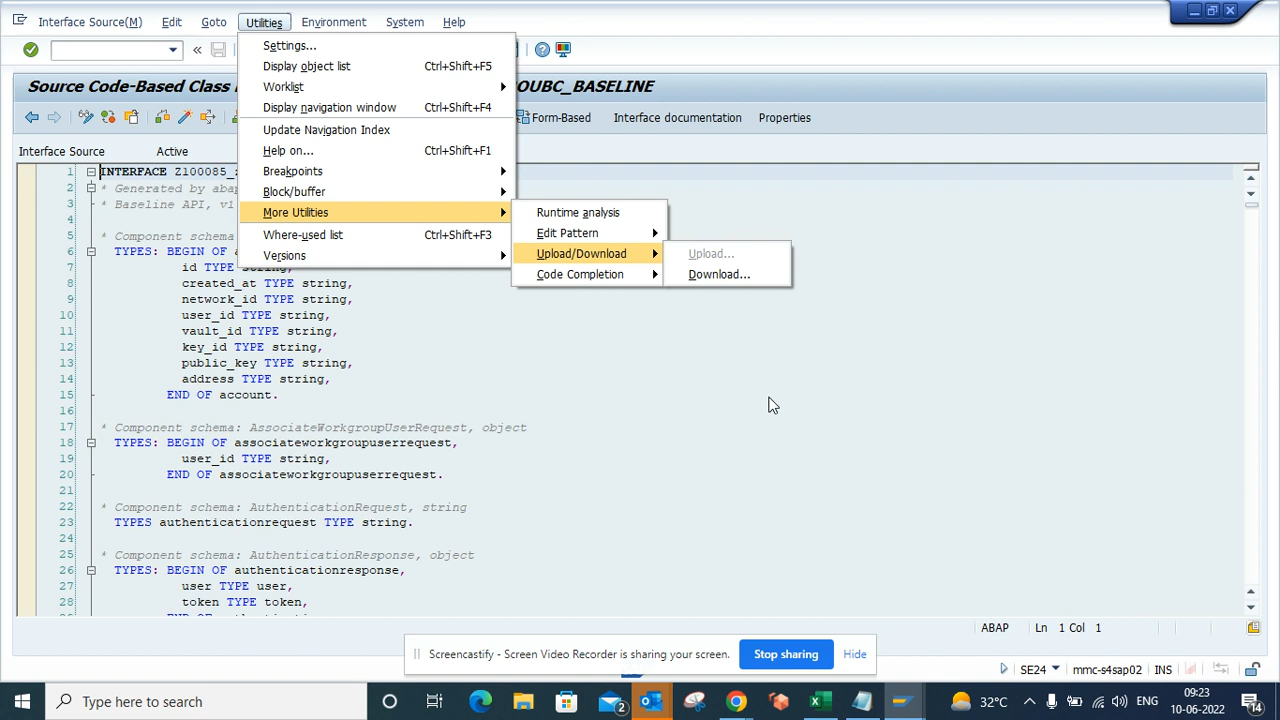 Interface Source(M) Edit Goto Utilities Environment System Help
Source Code-Based Class OUBC_BASELINE
Form-Based Interface documentation Properties
Interface Source Active
Settings...
Display object list Ctrl+Shift+F5
Worklist
Display navigation window Ctrl+Shift+F4
Update Navigation Index
Help on... Ctrl+Shift+F1
Breakpoints
Block/buffer
More Utilities
Where-used list Ctrl+Shift+F3
Versions
Runtime analysis
Edit Pattern
Upload/Download
Code Completion
Upload...
Download...
1 INTERFACE Z100085_
2 * Generated by abap
3 * Baseline API, v1
4
5 * Component schema:
6 TYPES: BEGIN OF
7 id TYPE string,
8 created_at TYPE string,
9 network_id TYPE string,
10 user_id TYPE string,
11 vault_id TYPE string,
12 key_id TYPE string,
13 public_key TYPE string,
14 address TYPE string,
15 END OF account.
16
17 * Component schema: AssociateWorkgroupUserRequest, object
18 TYPES: BEGIN OF associateworkgroupuserrequest,
19 user_id TYPE string,
20 END OF associateworkgroupuserrequest.
21
22 * Component schema: AuthenticationRequest, string
23 TYPES authenticationrequest TYPE string.
24
25 * Component schema: AuthenticationResponse, object
26 TYPES: BEGIN OF authenticationresponse,
27 user TYPE user,
28 token TYPE token,
ABAP Ln 1 Col 1
Screencastify - Screen Video Recorder is sharing your screen. Stop sharing Hide
SE24 mmc-s4sap02 INS
Type here to search
2
32°C
ENG
09:23
10-06-2022
14